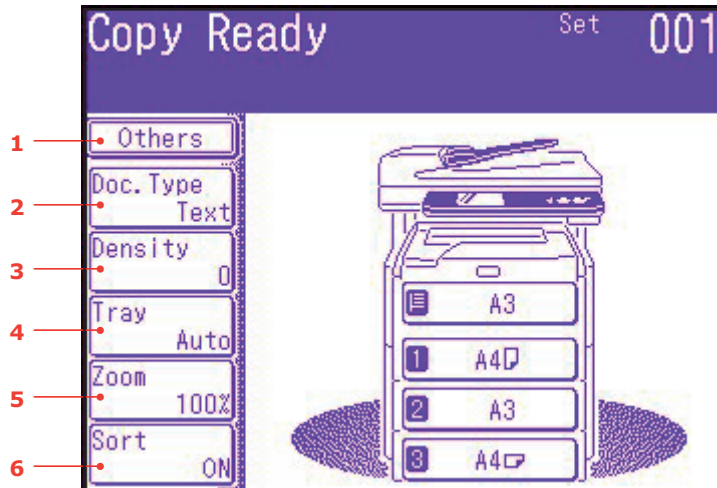 Copy Ready Set 001
1 Others
2 Doc.Type
Text
3 Density
0
4 Tray
Auto
5 Zoom
100%
6 Sort
ON
A3
1 A4
2 A3
3 A4